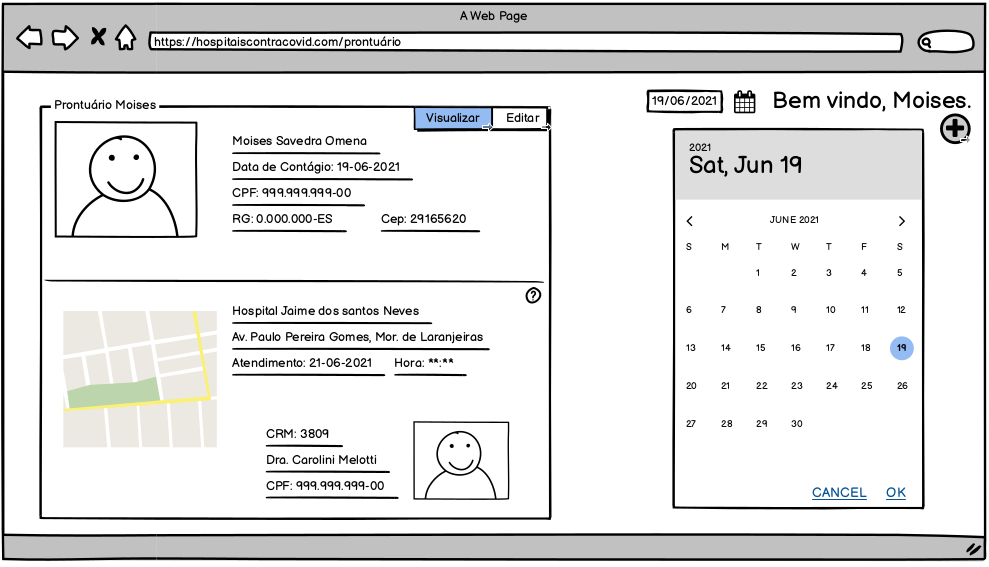 A Web Page
https://hospitaiscontracovid.com/prontuário
Prontuário Moises
Visualizar
Editar
Moises Savedra Omena
Data de Contágio: 19-06-2021
CPF: 999.999.999-00
RG: 0.000.000-ES
Cep: 29165620
?
Hospital Jaime dos santos Neves
Av. Paulo Pereira Gomes, Mor. de Laranjeiras
Atendimento: 21-06-2021
Hora: **:**
CRM: 3809
Dra. Carolini Melotti
CPF: 999.999.999-00
19/06/2021
Bem vindo, Moises.
2021
Sat, Jun 19
JUNE 2021
S M T W T F S
1 2 3 4 5
6 7 8 9 10 11 12
13 14 15 16 17 18 19
20 21 22 23 24 25 26
27 28 29 30
CANCEL OK